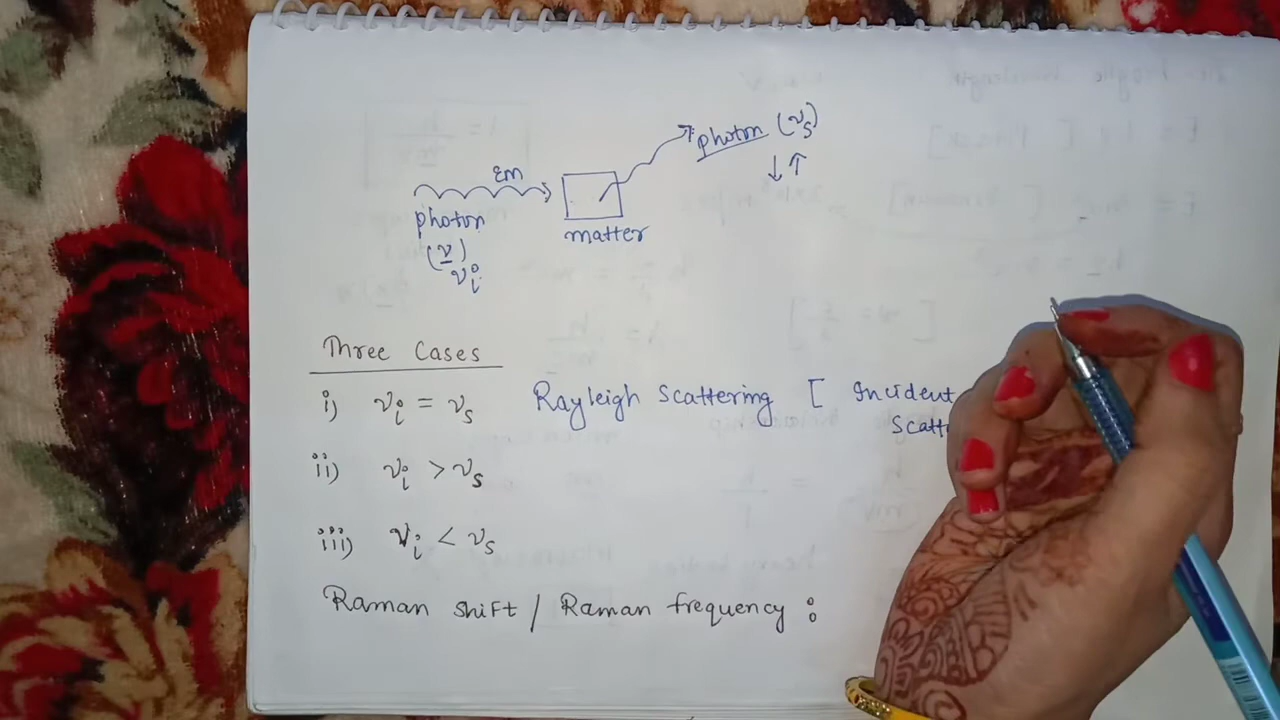 photon (νs)
↓↑
Em
photon
matter
(ν)
νi
Three Cases
i) νi = νs Rayleigh Scattering [ Incident
Scatt
ii) νi > νs
iii) νi < νs
Raman Shift / Raman frequency :